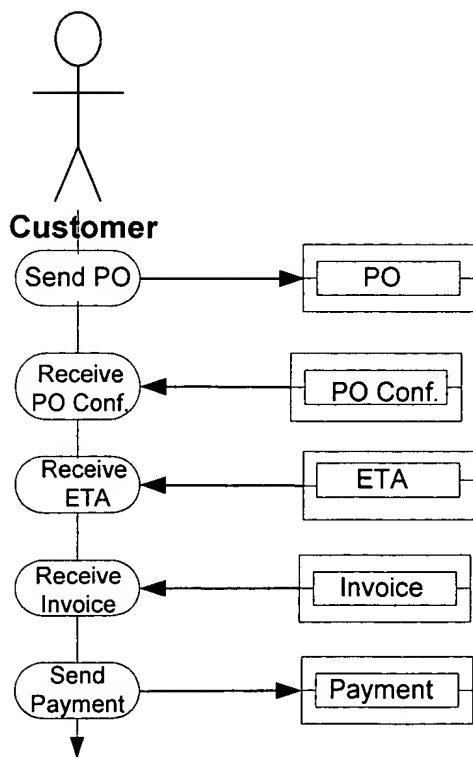 Customer
Send PO
PO
Receive
PO Conf.
PO Conf.
Receive
ETA
ETA
Receive
Invoice
Invoice
Send
Payment
Payment